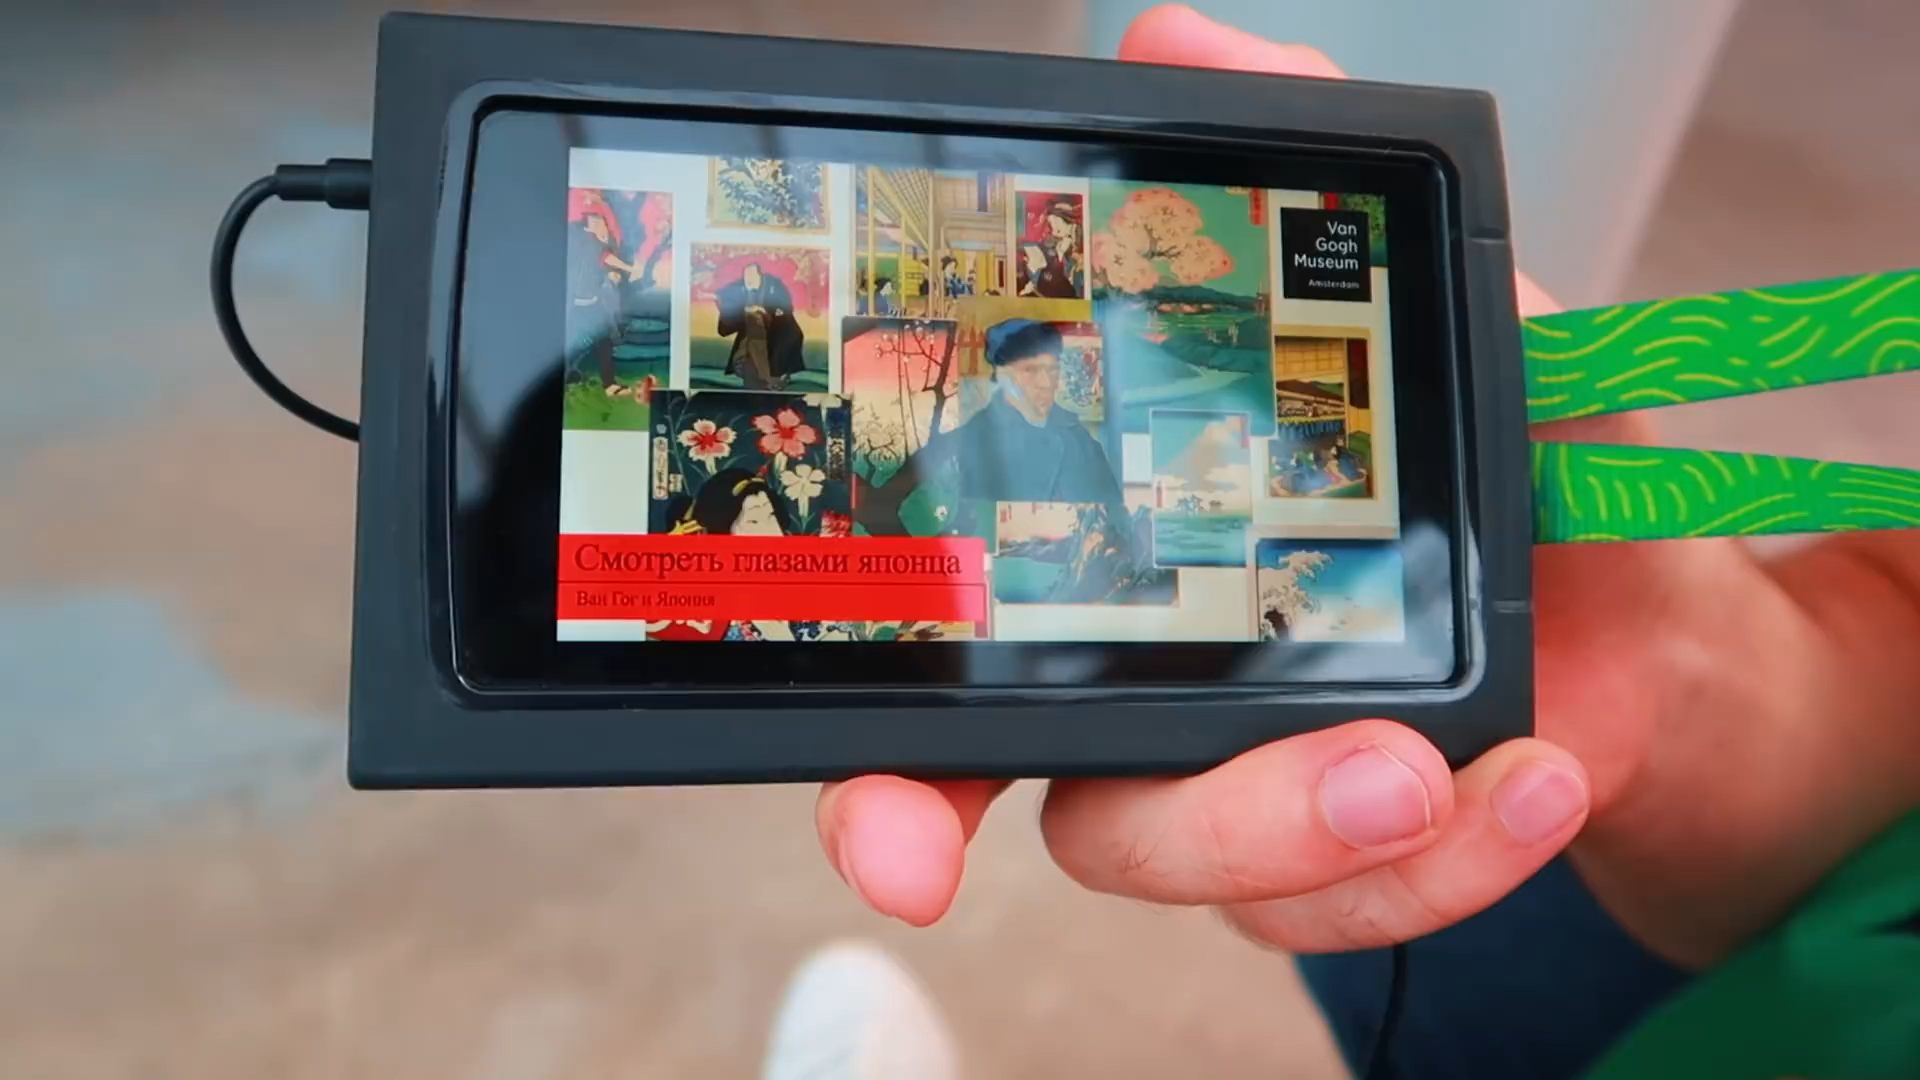 Van
Gogh
Museum
Amsterdam
Смотреть глазами японца
Ван Гог и Япония